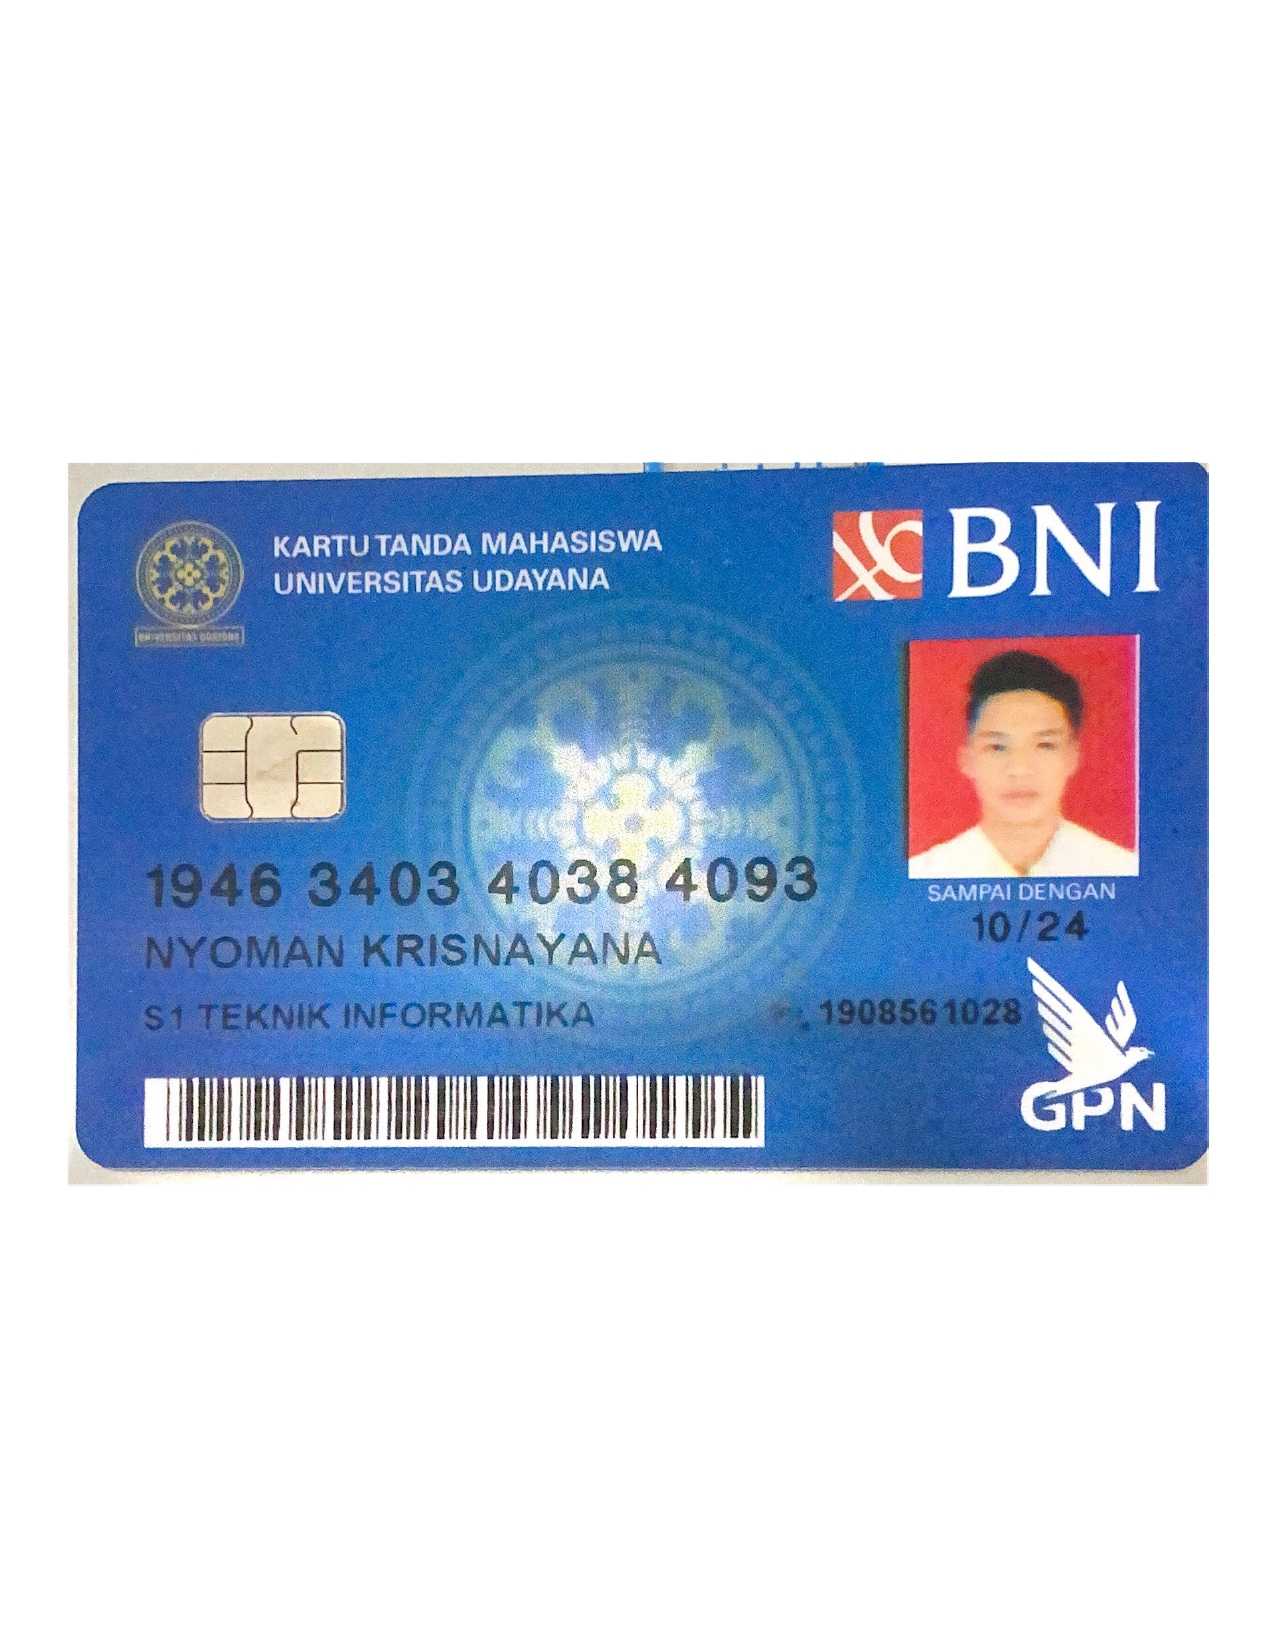 KARTU TANDA MAHASISWA
UNIVERSITAS UDAYANA
BNI
UNIVERSITAS UDAYANA
SAMPAI DENGAN
10/24
1946 3403 4038 4093
NYOMAN KRISNAYANA
S1 TEKNIK INFORMATIKA
1908561028
GPN